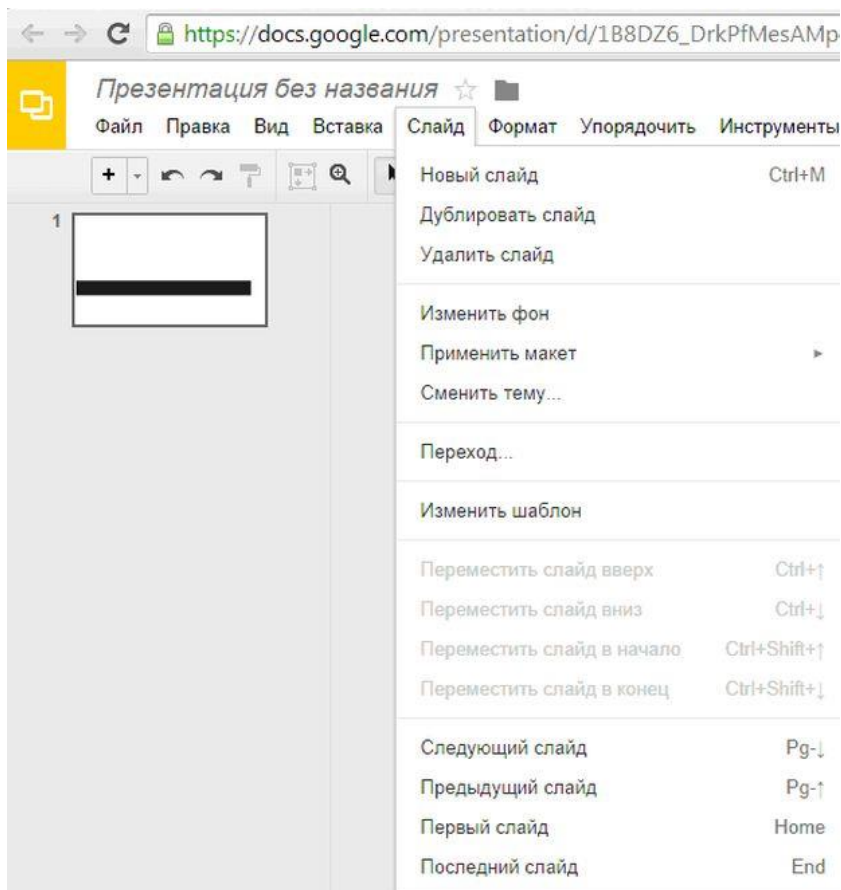 https://docs.google.com/presentation/d/1B8DZ6_DrkPfMesAMp
Презентация без названия
Файл Правка Вид Вставка Слайд Формат Упорядочить Инструменты
Новый слайд Ctrl+M
1
Дублировать слайд
Удалить слайд
Изменить фон
Применить макет
Сменить тему...
Переход...
Изменить шаблон
Переместить слайд вверх Ctrl+↑
Переместить слайд вниз Ctrl+↓
Переместить слайд в начало Ctrl+Shift+↑
Переместить слайд в конец Ctrl+Shift+↓
Следующий слайд Pg-↓
Предыдущий слайд Pg-↑
Первый слайд Home
Последний слайд End